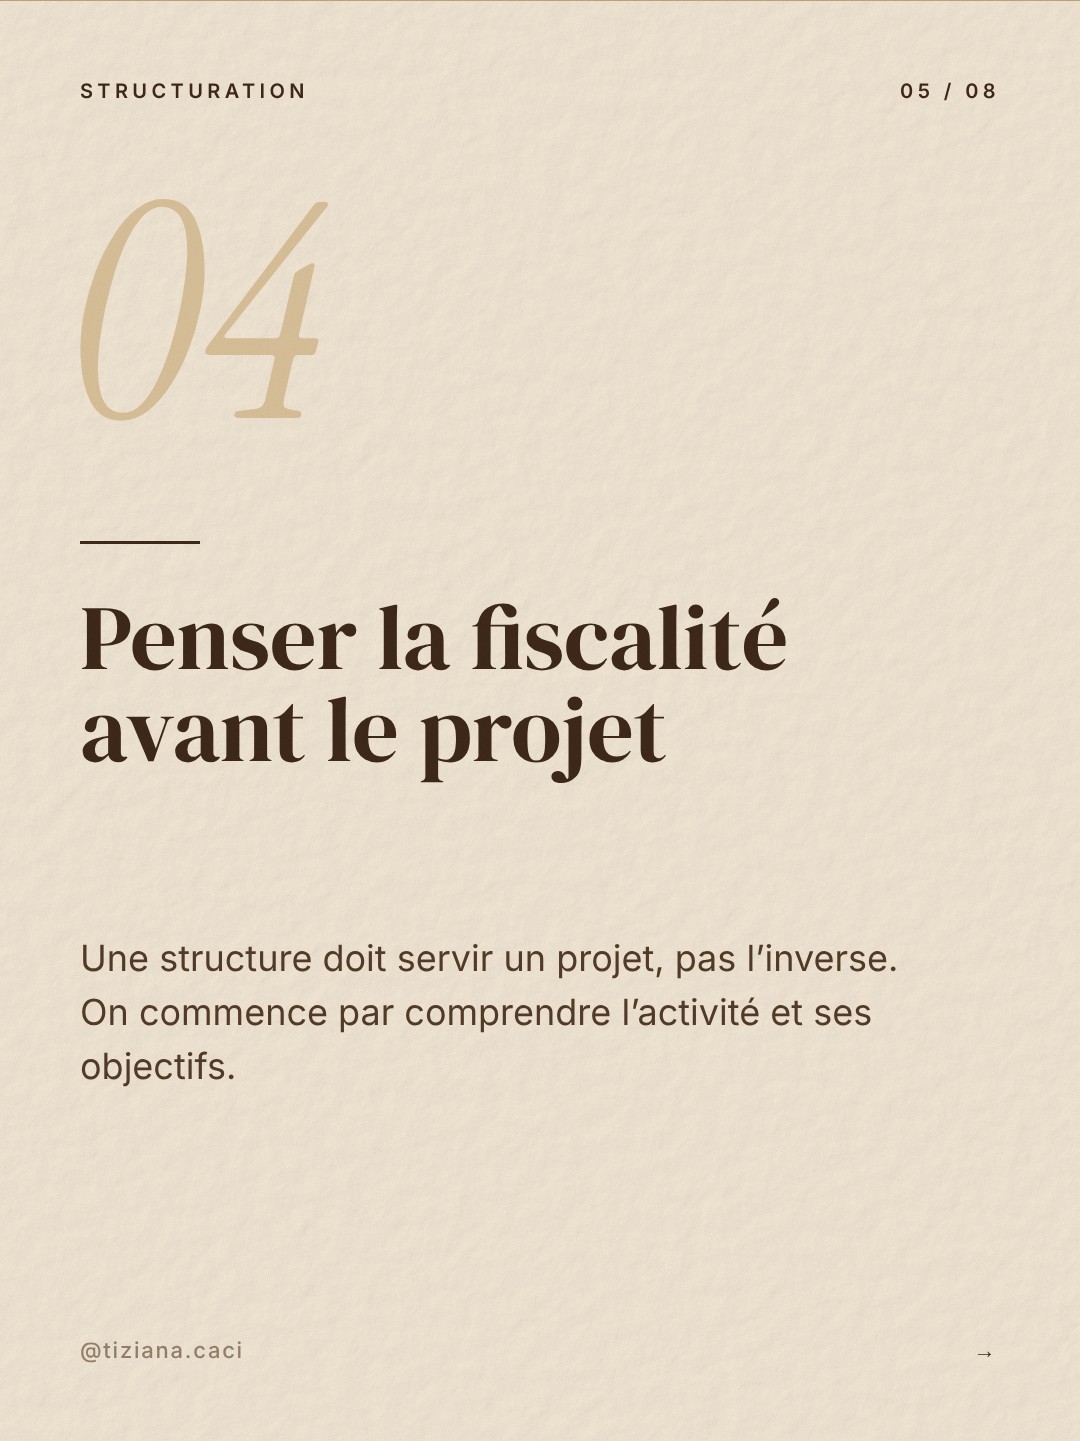 STRUCTURATION
05 / 08
04
Penser la fiscalité
avant le projet
Une structure doit servir un projet, pas l’inverse.
On commence par comprendre l’activité et ses
objectifs.
@tiziana.caci
→